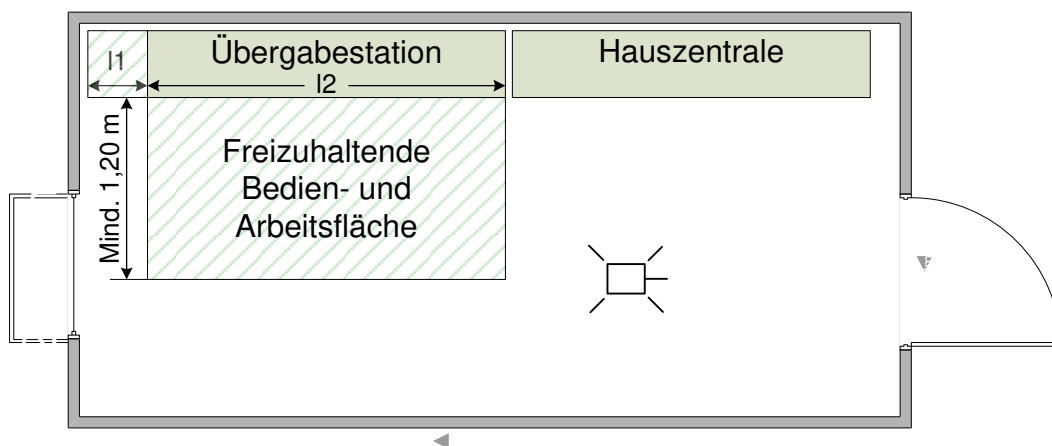 l1
Übergabestation
l2
Hauszentrale
Mind. 1,20 m
Freizuhaltende
Bedien- und
Arbeitsfläche